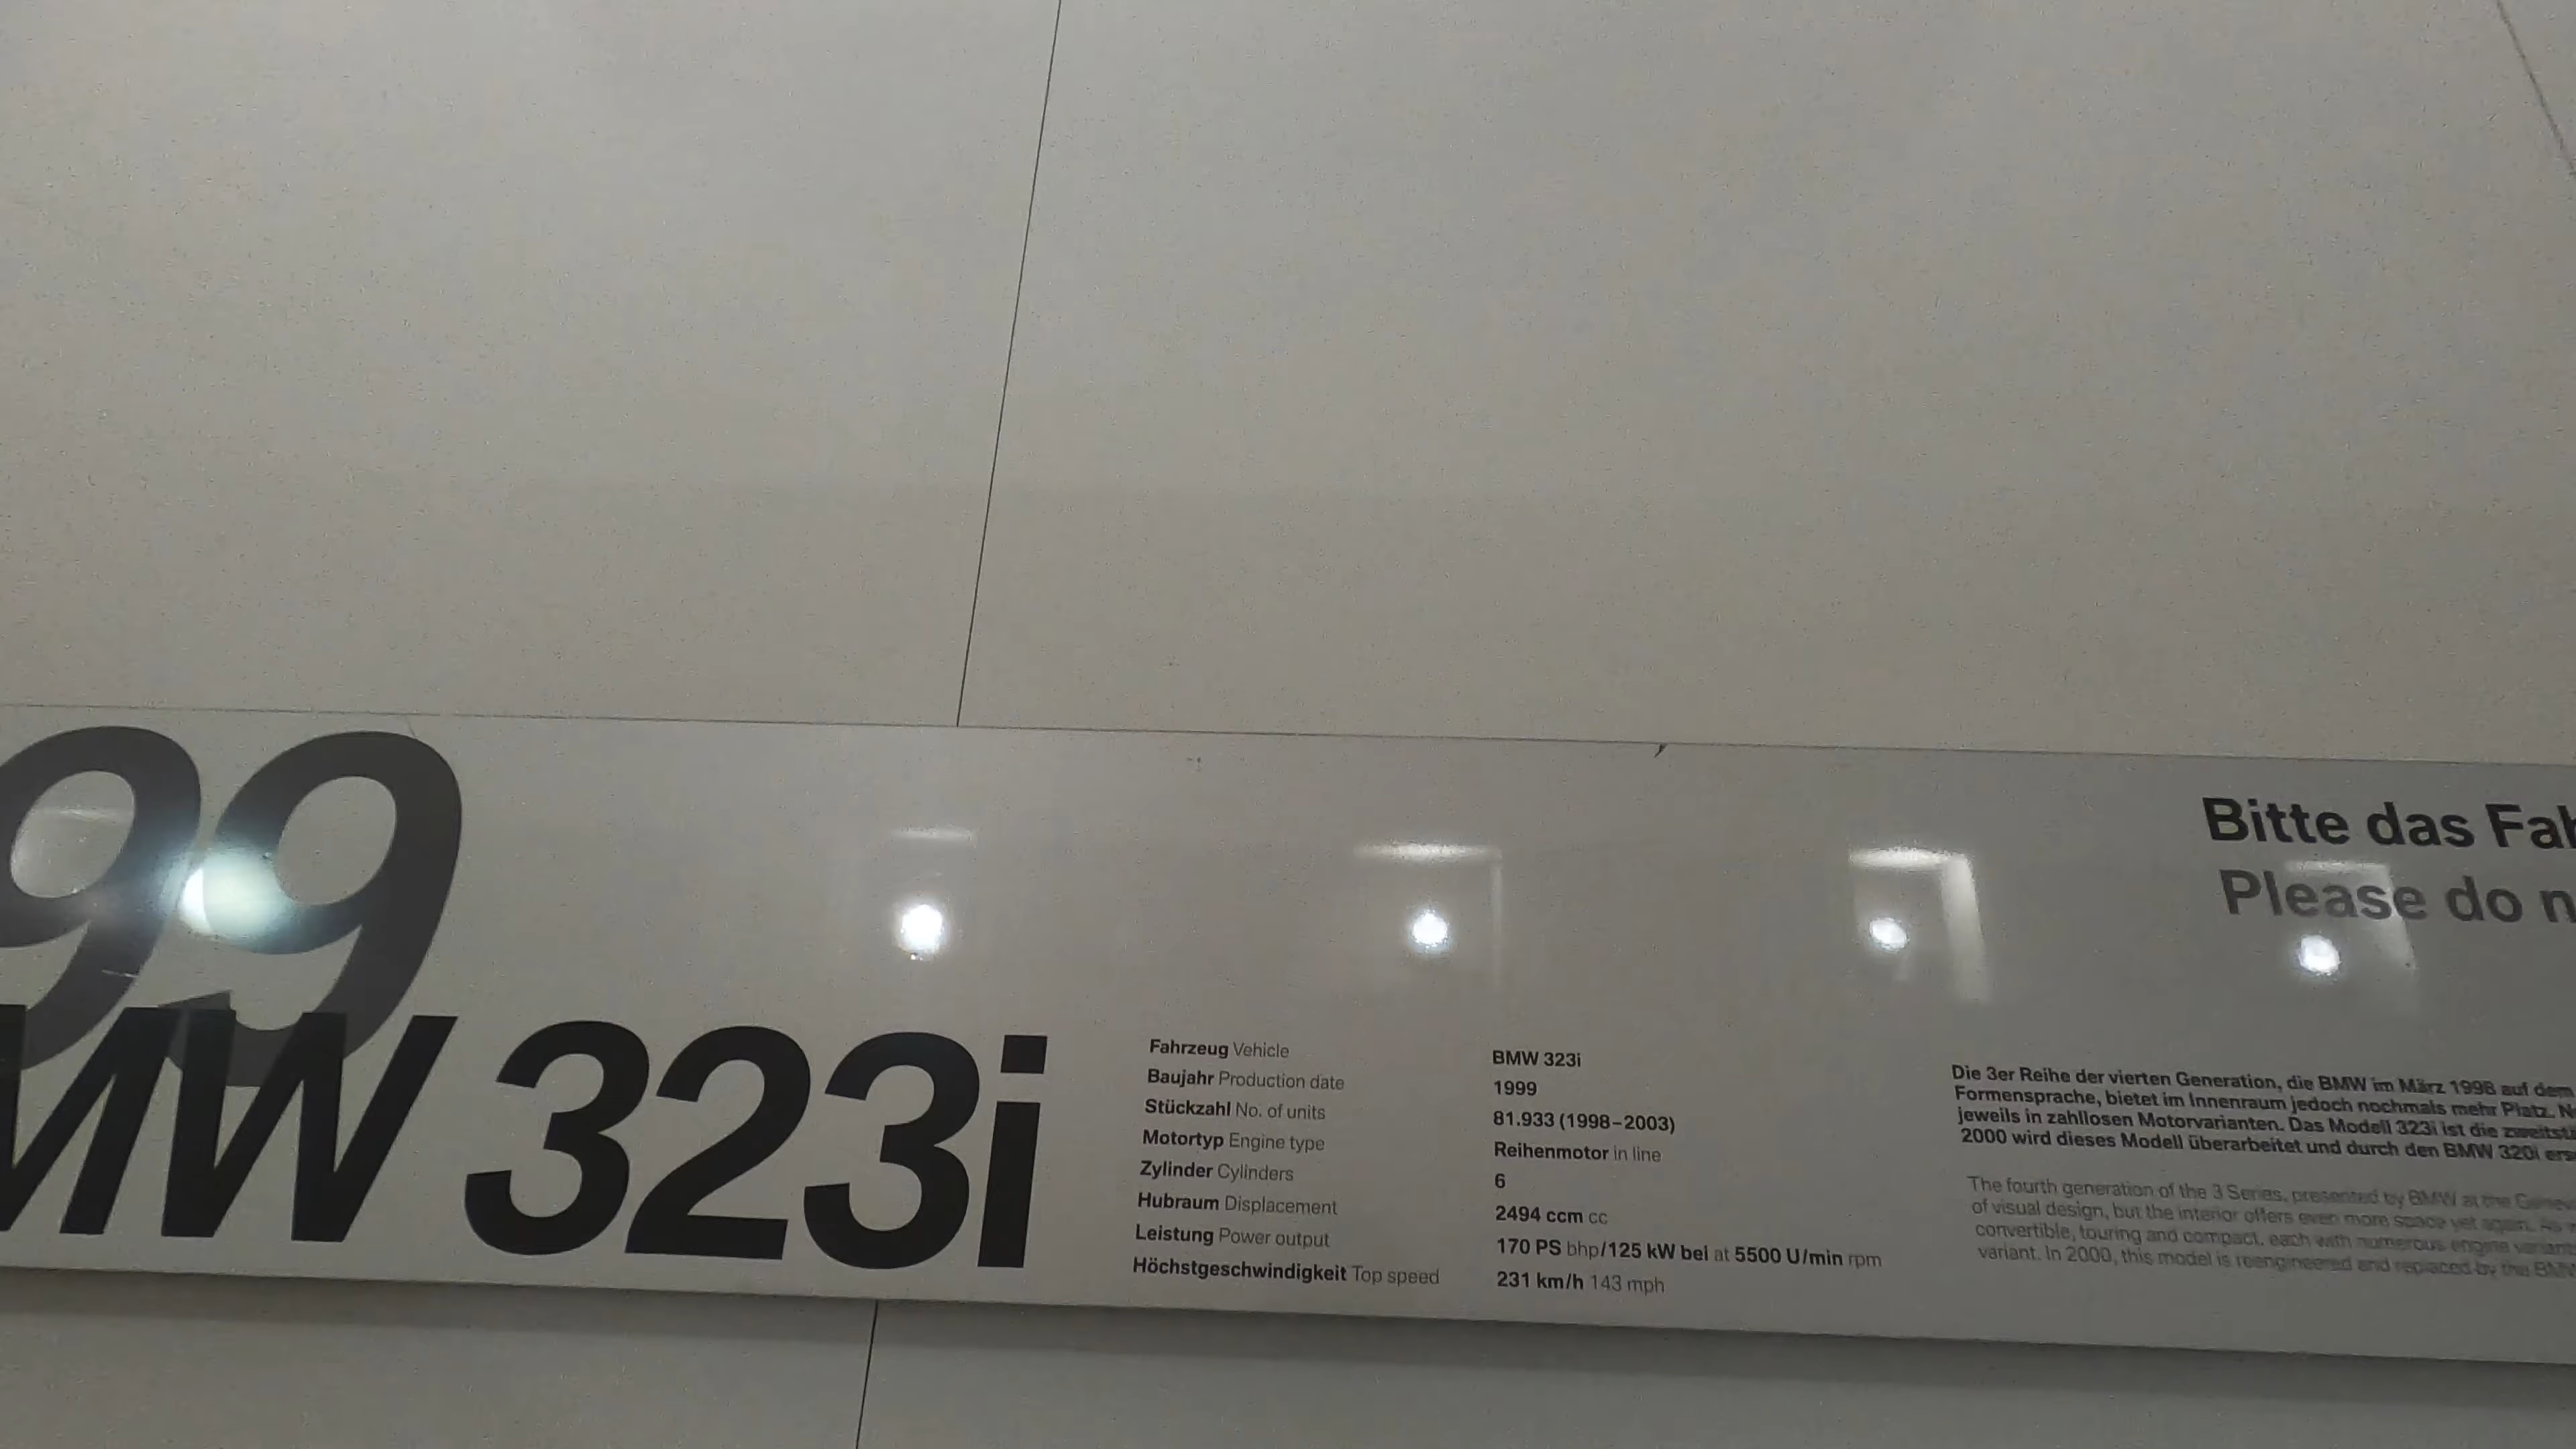 99
MW 323i
Fahrzeug Vehicle BMW 323i
Baujahr Production date 1999
Stückzahl No. of units 81.933 (1998–2003)
Motortyp Engine type Reihenmotor in line
Zylinder Cylinders 6
Hubraum Displacement 2494 ccm cc
Leistung Power output 170 PS bhp/125 kW bei at 5500 U/min rpm
Höchstgeschwindigkeit Top speed 231 km/h 143 mph
Bitte das Fah
Please do n
Die 3er Reihe der vierten Generation, die BMW im März 1998 auf dem
Formensprache, bietet im Innenraum jedoch nochmals mehr Platz. N
jeweils in zahllosen Motorvarianten. Das Modell 323i ist die zweitstä
2000 wird dieses Modell überarbeitet und durch den BMW 320i ers
The fourth generation of the 3 Series, presented by BMW at the Genev
of visual design, but the interior offers even more space yet again. As
convertible, touring and compact, each with numerous engine variant
variant. In 2000, this model is reengineered and replaced by the BMW